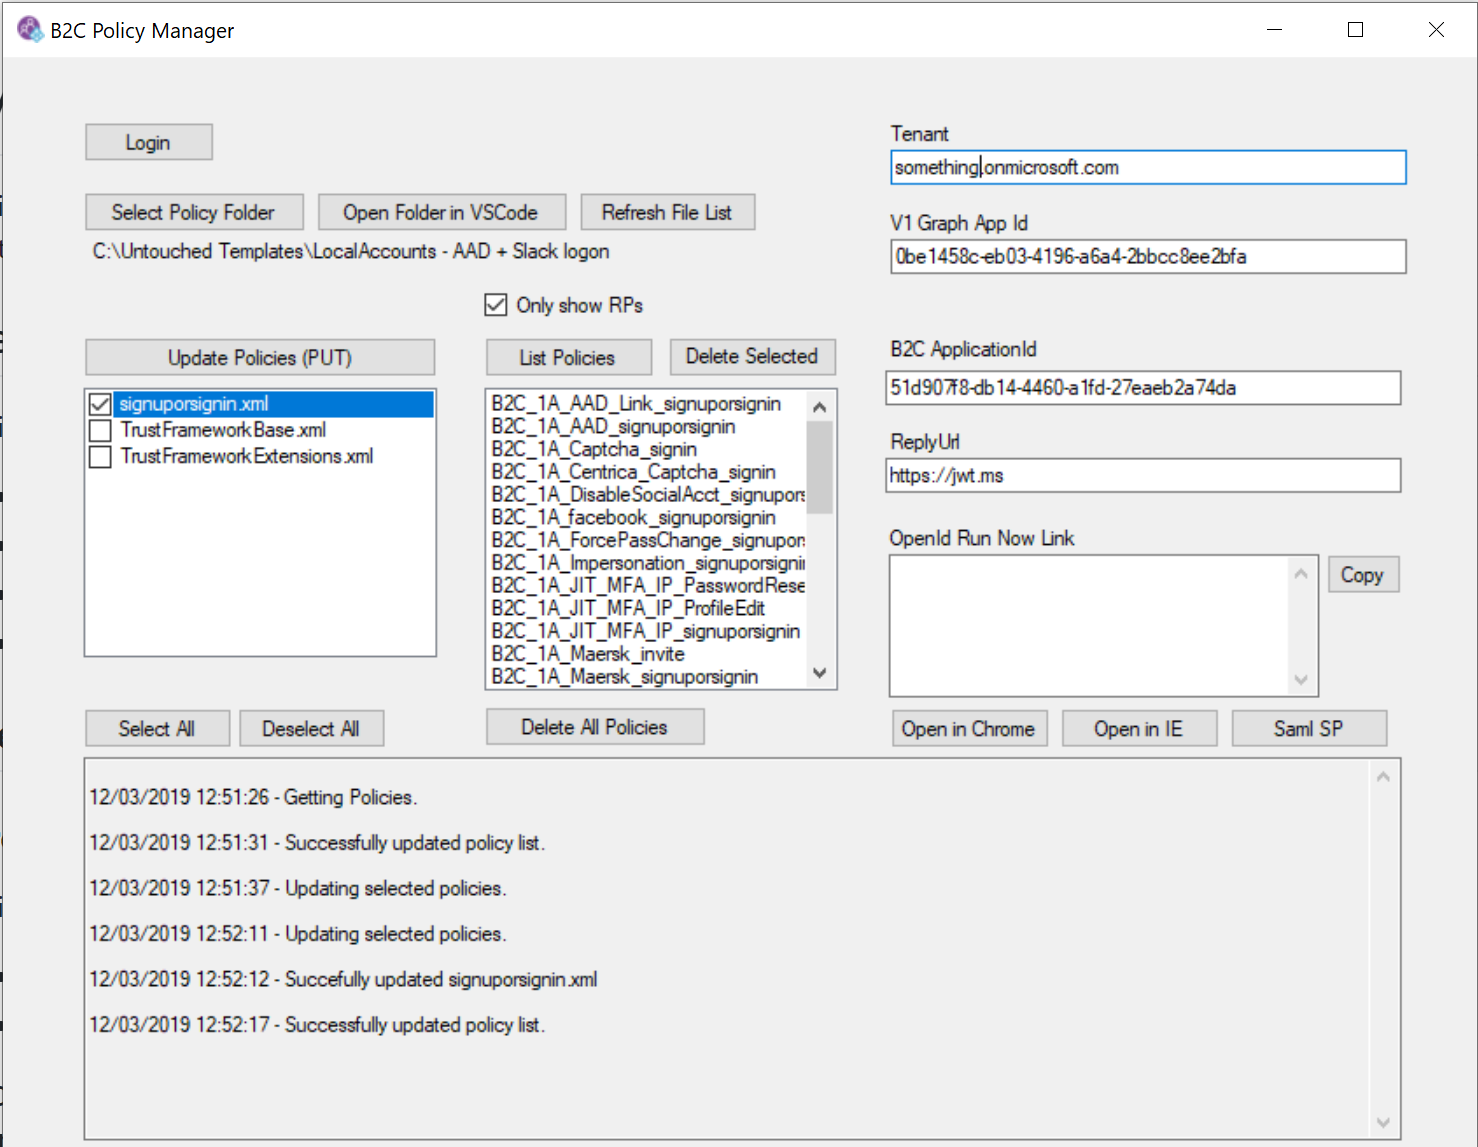 B2C Policy Manager
Login
Select Policy Folder
Open Folder in VSCode
Refresh File List
C:\Untouched Templates\LocalAccounts - AAD + Slack logon
Only show RPs
Update Policies (PUT)
List Policies
Delete Selected
signuporsignin.xml
TrustFrameworkBase.xml
TrustFrameworkExtensions.xml
B2C_1A_AAD_Link_signuporsignin
B2C_1A_AAD_signuporsignin
B2C_1A_Captcha_signin
B2C_1A_Centrica_Captcha_signin
B2C_1A_DisableSocialAcct_signupors
B2C_1A_facebook_signuporsignin
B2C_1A_ForcePassChange_signupors
B2C_1A_Impersonation_signuporsignin
B2C_1A_JIT_MFA_IP_PasswordRese
B2C_1A_JIT_MFA_IP_ProfileEdit
B2C_1A_JIT_MFA_IP_signuporsignin
B2C_1A_Maersk_invite
B2C_1A_Maersk_signuporsignin
Select All
Deselect All
Delete All Policies
Tenant
something.onmicrosoft.com
V1 Graph App Id
0be1458c-eb03-4196-a6a4-2bbcc8ee2bfa
B2C ApplicationId
51d907f8-db14-4460-a1fd-27eaeb2a74da
ReplyUrl
https://jwt.ms
OpenId Run Now Link
Copy
Open in Chrome
Open in IE
Saml SP
12/03/2019 12:51:26 - Getting Policies.
12/03/2019 12:51:31 - Successfully updated policy list.
12/03/2019 12:51:37 - Updating selected policies.
12/03/2019 12:52:11 - Updating selected policies.
12/03/2019 12:52:12 - Succefully updated signuporsignin.xml
12/03/2019 12:52:17 - Successfully updated policy list.